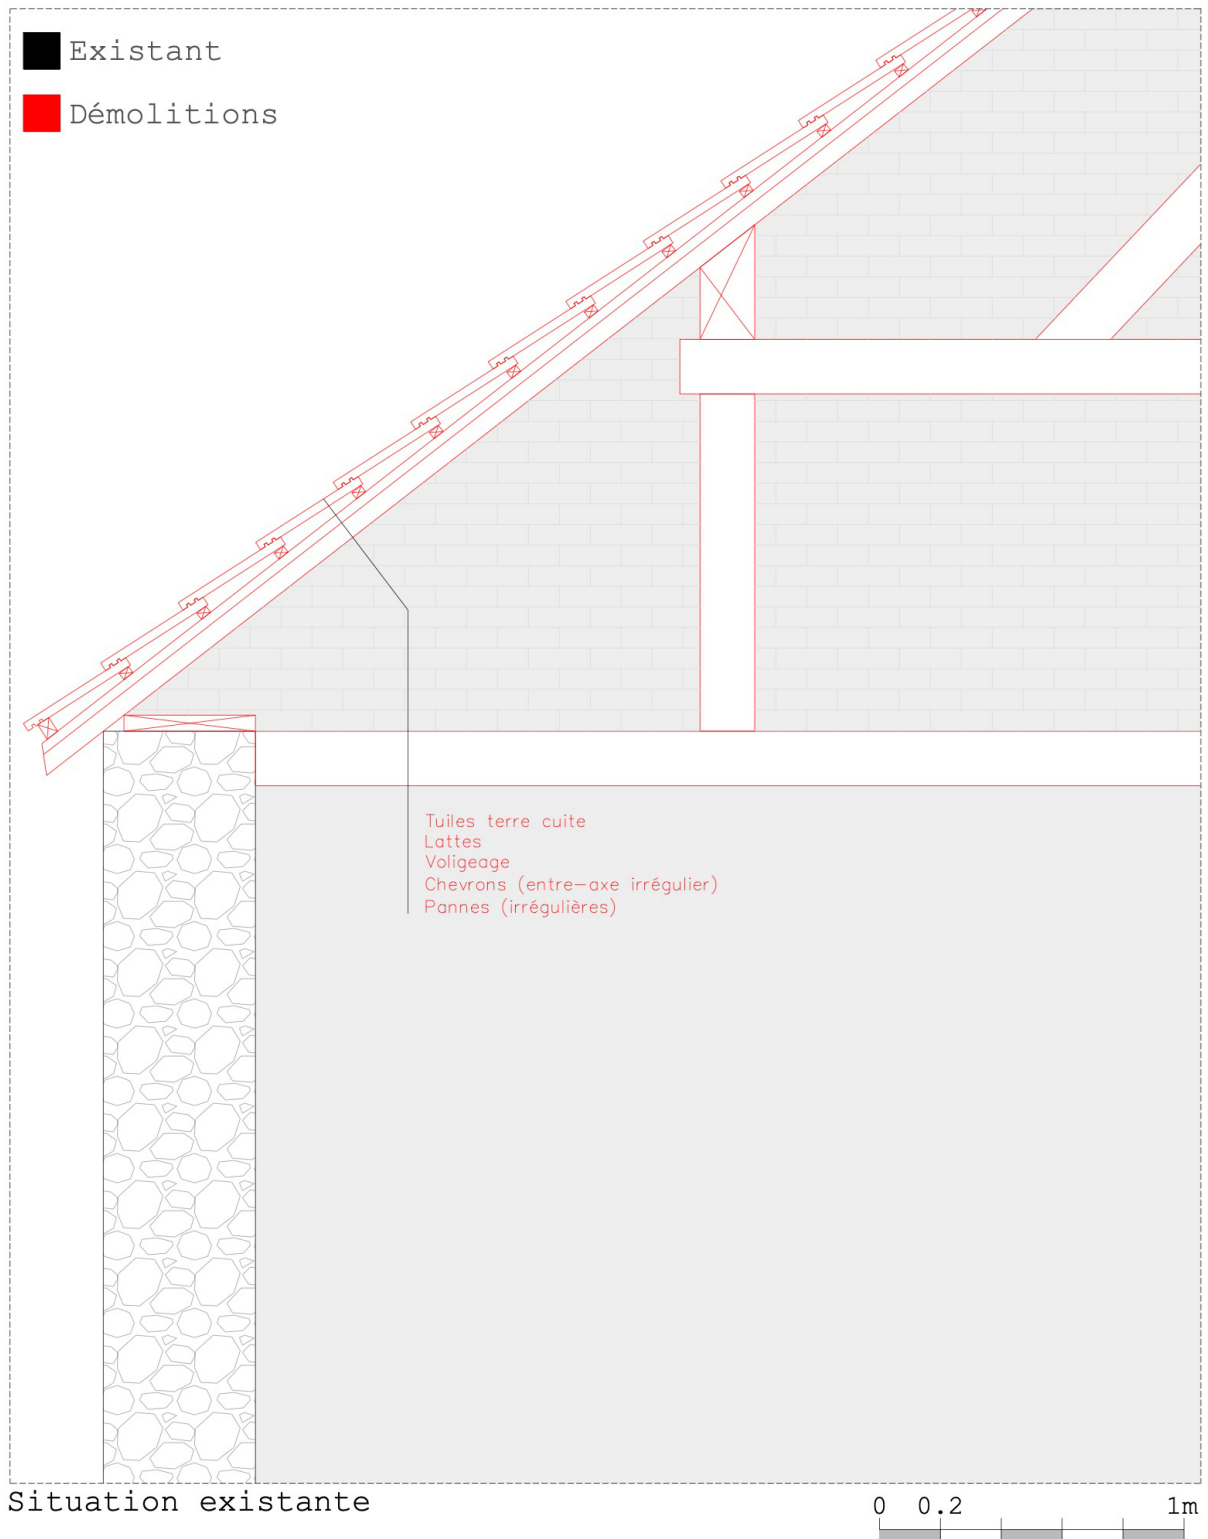 Existant
Démolitions
Tuiles terre cuite
Lattes
Voligeage
Chevrons (entre-axe irrégulier)
Pannes (irrégulières)
Situation existante
0 0.2 1m